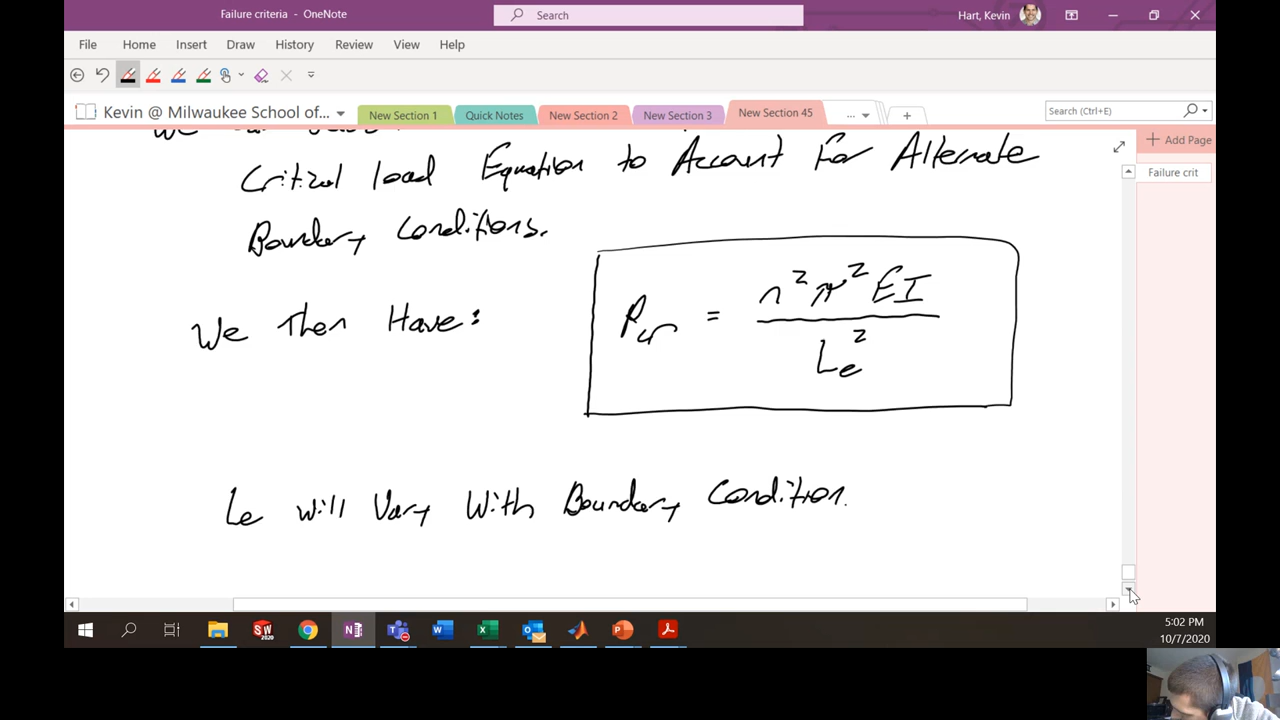 Failure criteria - OneNote
Search
Hart, Kevin
File Home Insert Draw History Review View Help
Kevin @ Milwaukee School of...
New Section 1
Quick Notes
New Section 2
New Section 3
New Section 45
...
Search (Ctrl+E)
Add Page
Failure crit
We
Critical load Equation to Account For Alternate
Boundary Conditions.
We Then Have:
Pcr = n²π²EI / Le²
Le will Vary With Boundary Condition.
5:02 PM
10/7/2020